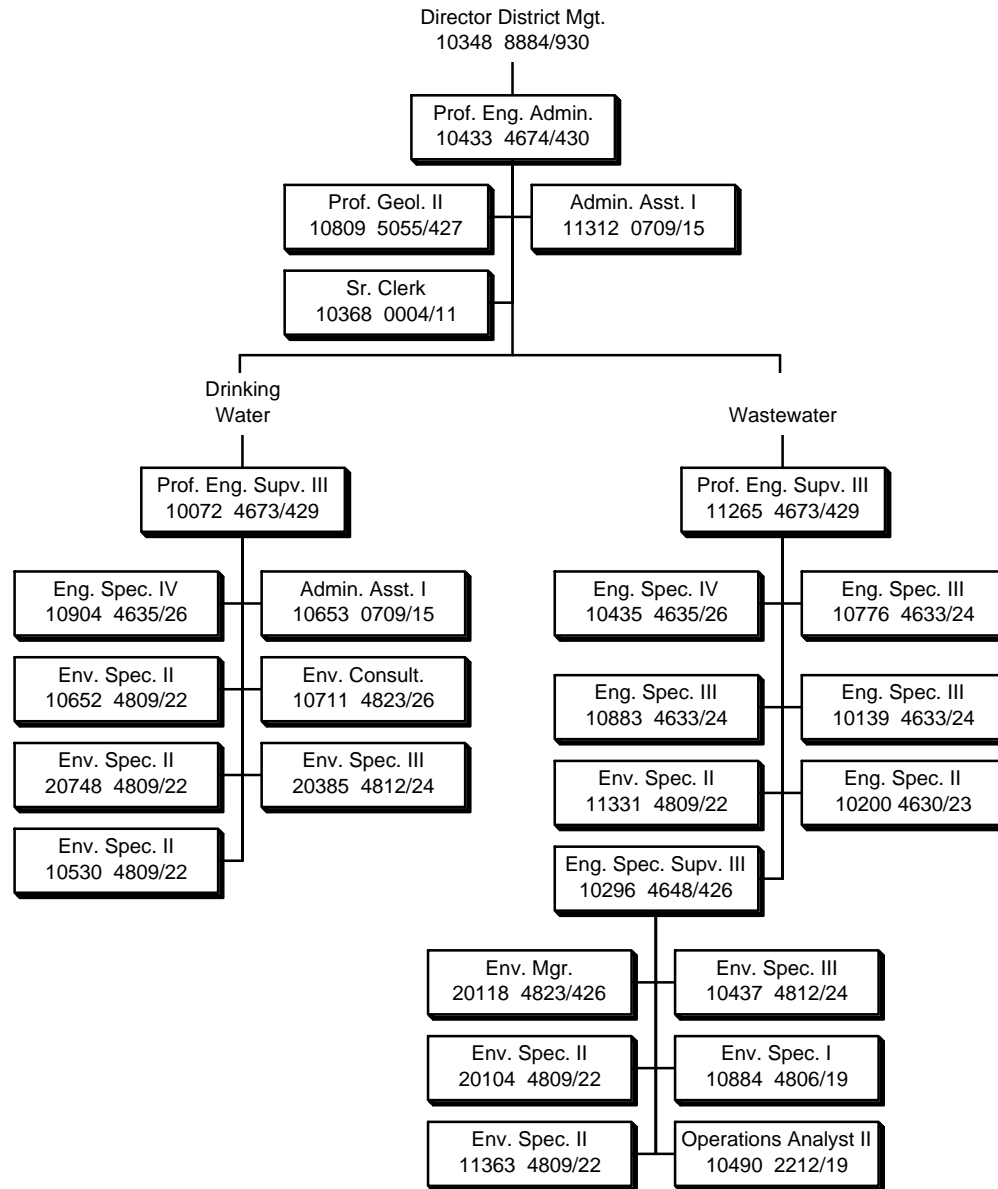 Director District Mgt.
10348 8884/930
Prof. Eng. Admin.
10433 4674/430
Prof. Geol. II
10809 5055/427
Admin. Asst. I
11312 0709/15
Sr. Clerk
10368 0004/11
Drinking
Water
Wastewater
Prof. Eng. Supv. III
10072 4673/429
Prof. Eng. Supv. III
11265 4673/429
Eng. Spec. IV
10904 4635/26
Admin. Asst. I
10653 0709/15
Env. Spec. II
10652 4809/22
Env. Consult.
10711 4823/26
Env. Spec. II
20748 4809/22
Env. Spec. III
20385 4812/24
Env. Spec. II
10530 4809/22
Eng. Spec. IV
10435 4635/26
Eng. Spec. III
10776 4633/24
Eng. Spec. III
10883 4633/24
Eng. Spec. III
10139 4633/24
Env. Spec. II
11331 4809/22
Eng. Spec. II
10200 4630/23
Eng. Spec. Supv. III
10296 4648/426
Env. Mgr.
20118 4823/426
Env. Spec. III
10437 4812/24
Env. Spec. II
20104 4809/22
Env. Spec. I
10884 4806/19
Env. Spec. II
11363 4809/22
Operations Analyst II
10490 2212/19